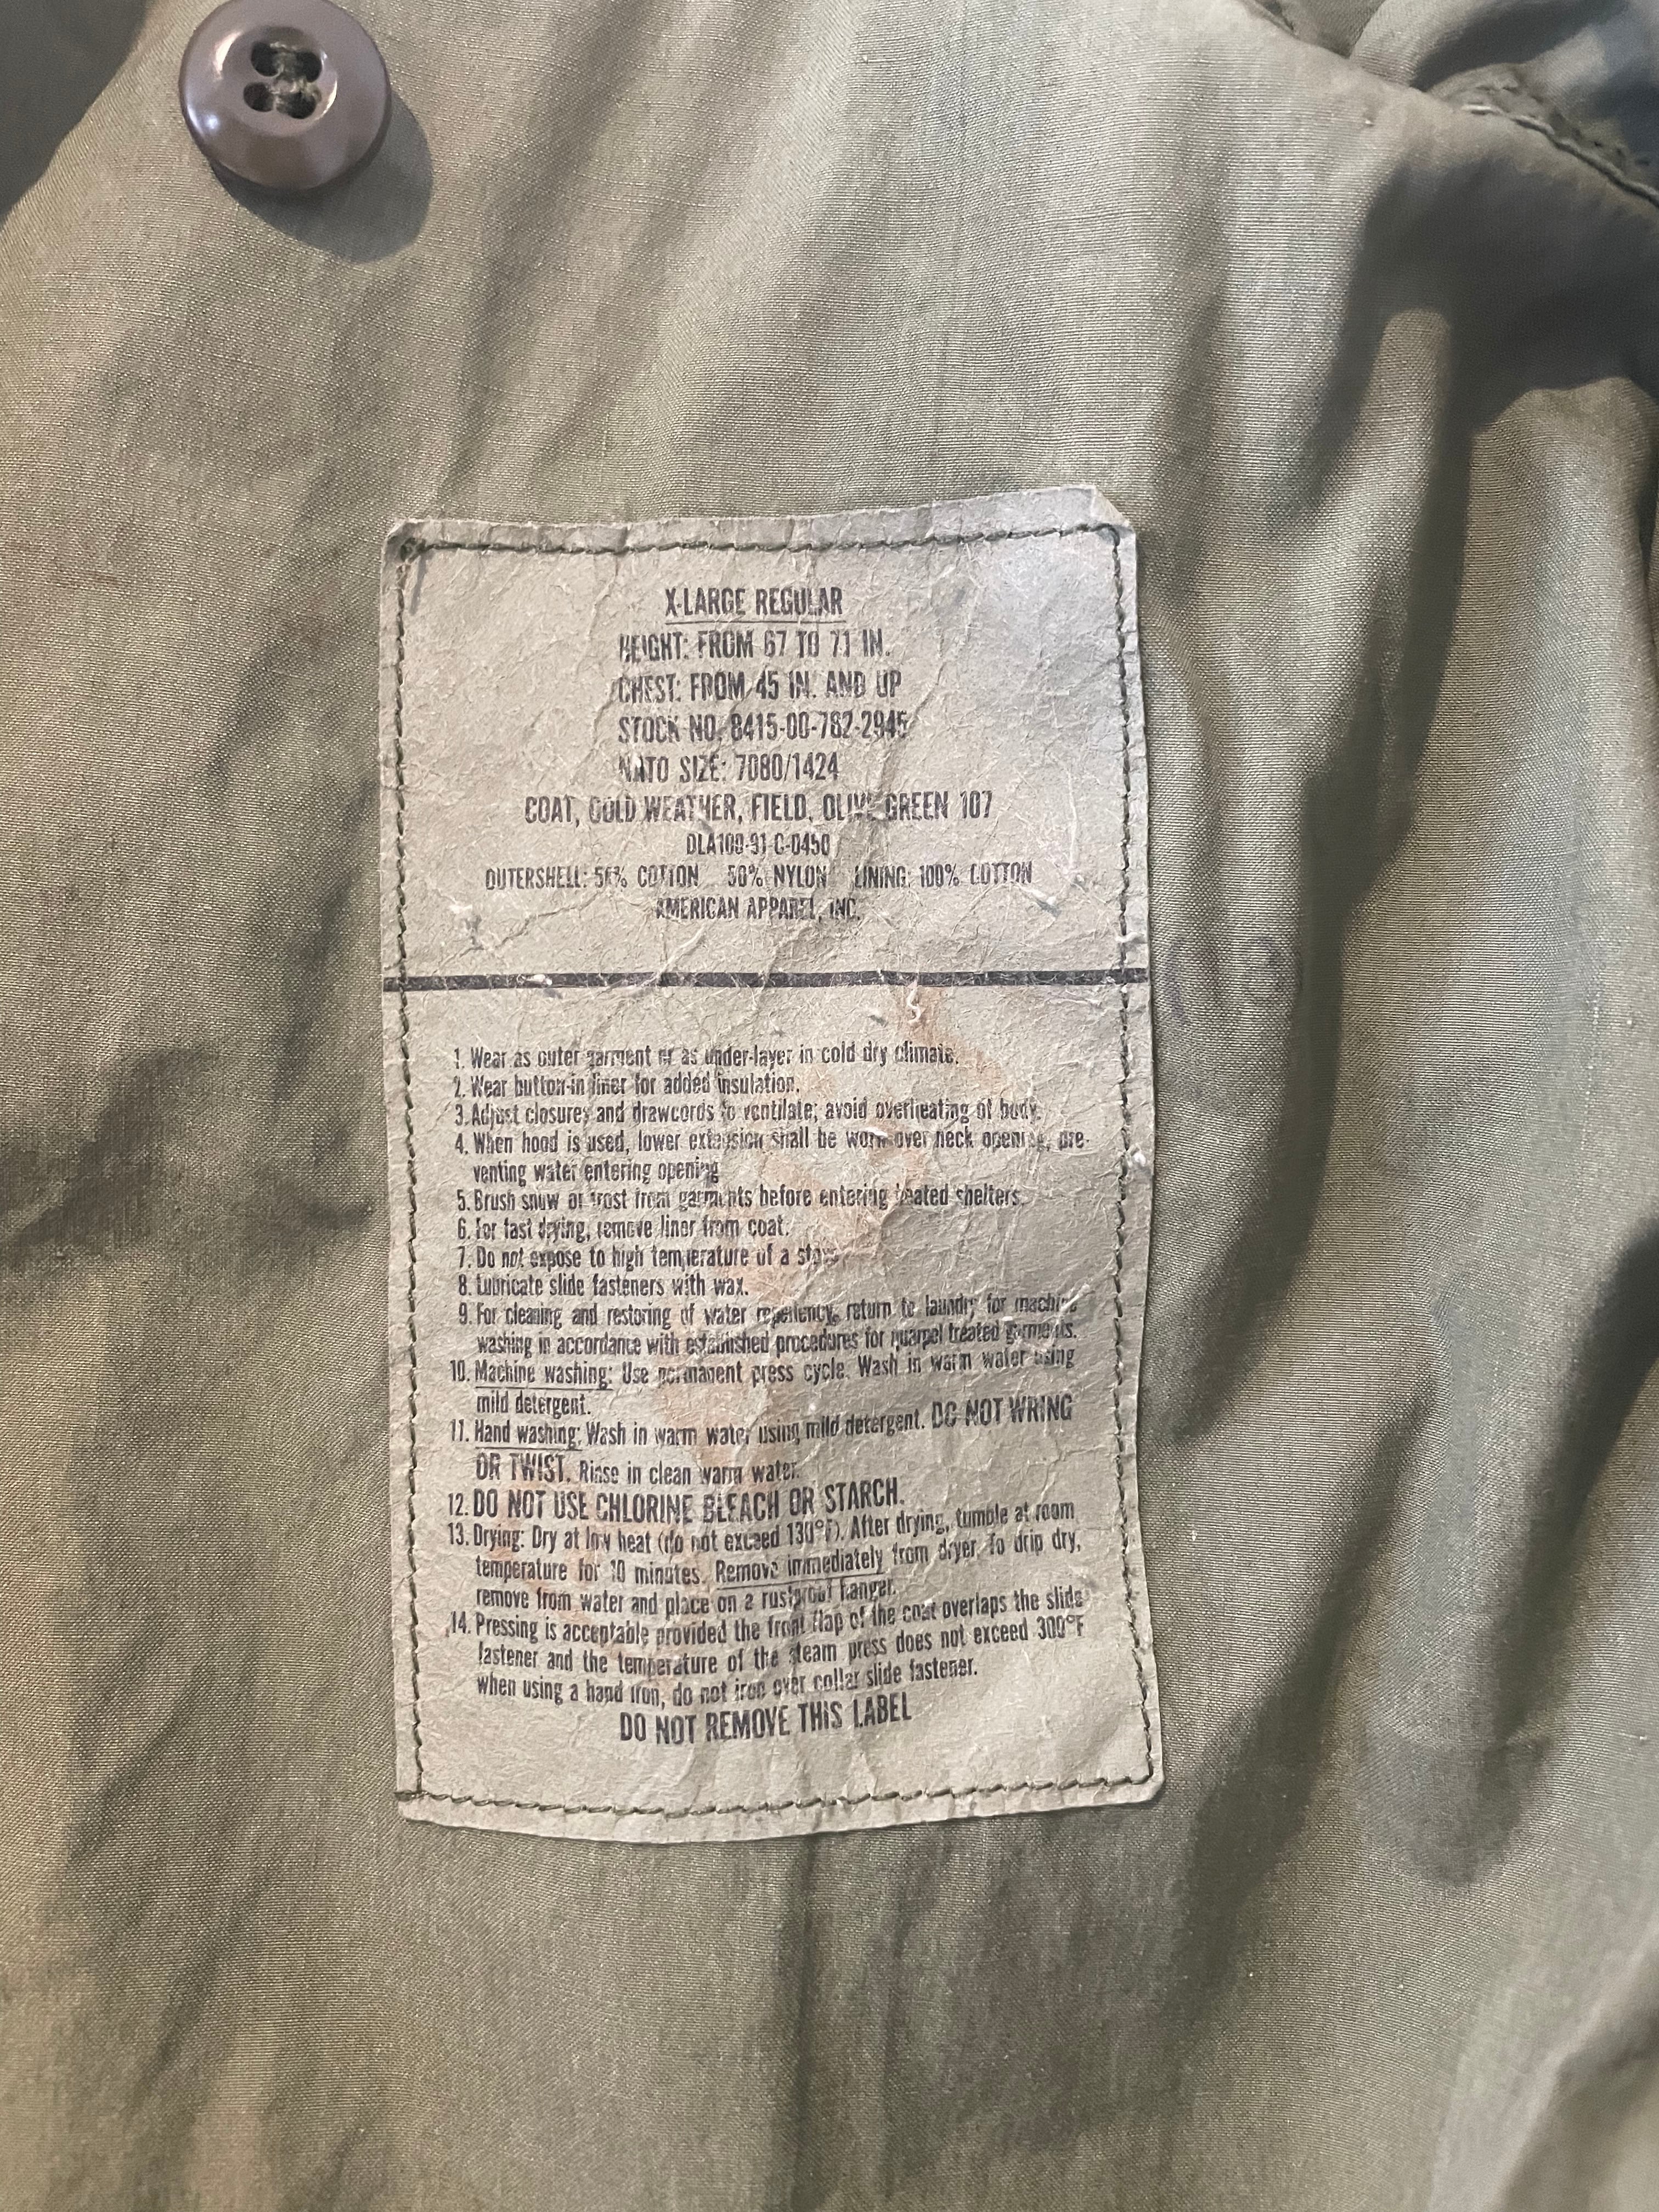 X-LARGE REGULAR
HEIGHT: FROM 67 TO 71 IN.
CHEST: FROM 45 IN. AND UP
STOCK NO. 8415-00-782-2945
NATO SIZE: 7080/1424
COAT, COLD WEATHER, FIELD, OLIVE GREEN 107
DLA100-91-C-0450
OUTERSHELL: 50% COTTON 50% NYLON LINING: 100% COTTON
AMERICAN APPAREL, INC.
1. Wear as outer garment or as under-layer in cold dry climate.
2. Wear button-in liner for added insulation.
3. Adjust closures and drawcords to ventilate; avoid overheating of body.
4. When hood is used, lower extension shall be worn over neck opening, pre-
venting water entering opening
5. Brush snow or frost from garments before entering heated shelters.
6. For fast drying, remove liner from coat.
7. Do not expose to high temperature of a stove
8. Lubricate slide fasteners with wax.
9. For cleaning and restoring of water repellency, return to laundry for machine
washing in accordance with established procedures for quarpel treated garments.
10. Machine washing: Use permanent press cycle. Wash in warm water using
mild detergent.
11. Hand washing: Wash in warm water using mild detergent. DO NOT WRING
OR TWIST. Rinse in clean warm water.
12. DO NOT USE CHLORINE BLEACH OR STARCH.
13. Drying: Dry at low heat (do not exceed 130°F). After drying, tumble at room
temperature for 10 minutes. Remove immediately from dryer. To drip dry,
remove from water and place on a rustproof hanger.
14. Pressing is acceptable provided the front flap of the coat overlaps the slide
fastener and the temperature of the steam press does not exceed 300°F
when using a hand iron, do not iron over collar slide fastener.
DO NOT REMOVE THIS LABEL